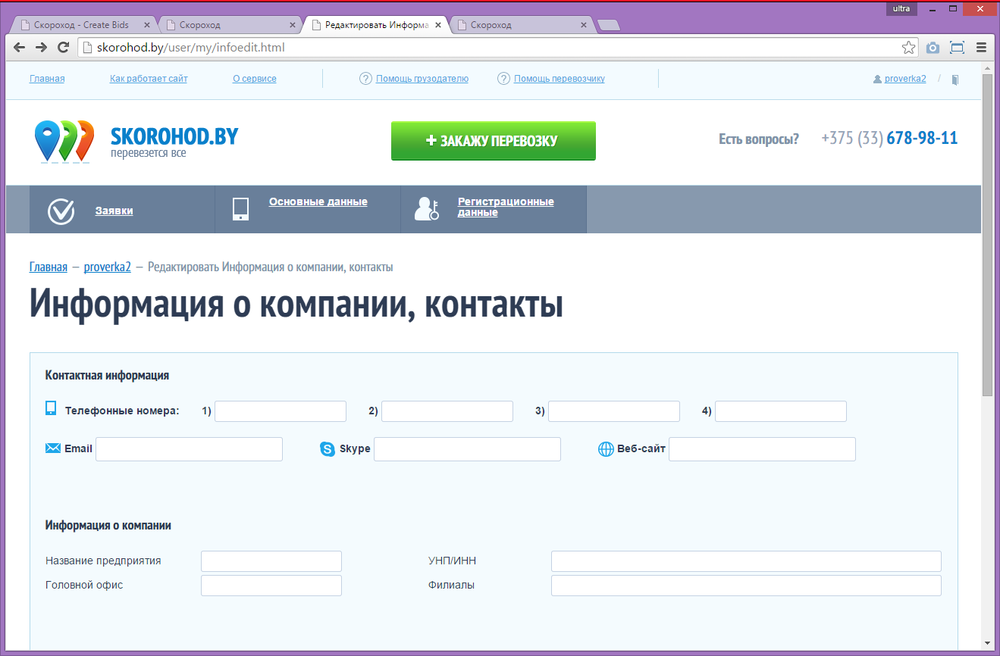 ultra
Скороход - Create Bids
Скороход
Редактировать Информа
Скороход
skorohod.by/user/my/infoedit.html
Главная Как работает сайт О сервисе ? Помощь грузодателю ? Помощь перевозчику proverka2 /
SKOROHOD.BY
перевезется все
+ ЗАКАЖУ ПЕРЕВОЗКУ
Есть вопросы? +375 (33) 678-98-11
Заявки
Основные данные
Регистрационные
данные
Главная — proverka2 — Редактировать Информация о компании, контакты
Информация о компании, контакты
Контактная информация
Телефонные номера: 1) 2) 3) 4)
Email Skype Веб-сайт
Информация о компании
Название предприятия УНП/ИНН
Головной офис Филиалы